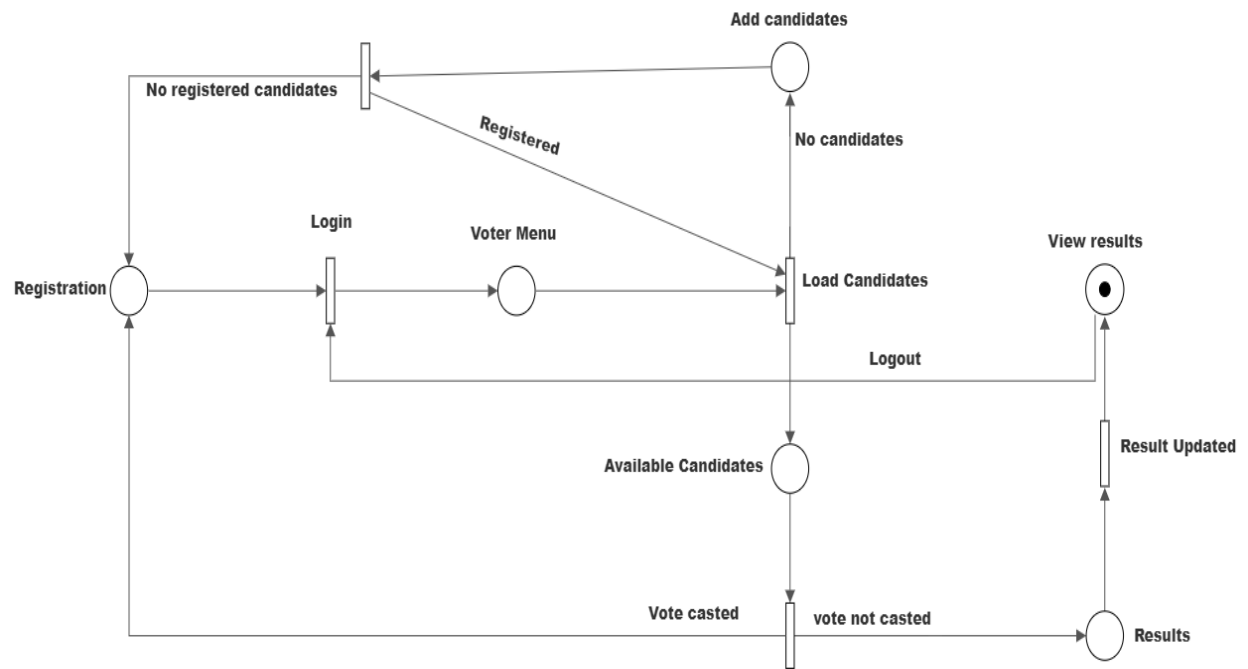 Add candidates
No registered candidates
Registered
No candidates
Login
Voter Menu
View results
Registration
Load Candidates
Logout
Available Candidates
Result Updated
Vote casted
vote not casted
Results